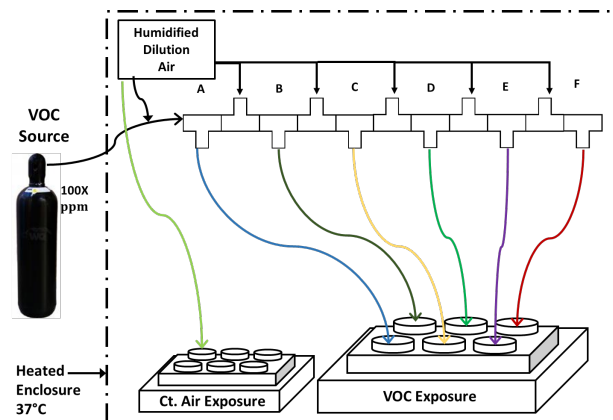 Humidified
Dilution
Air
A
B
C
D
E
F
VOC
Source
100X
ppm
Heated
Enclosure
37°C
Ct. Air Exposure
VOC Exposure